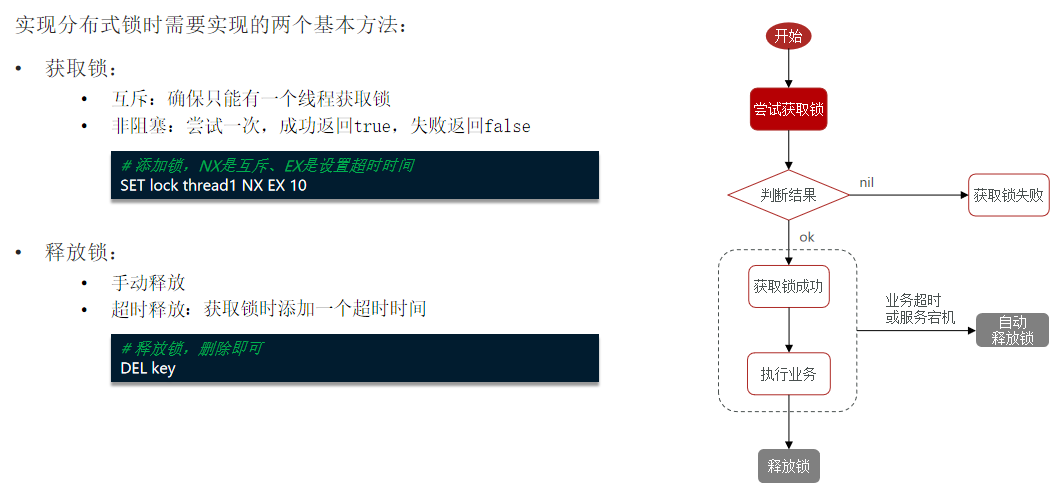 实现分布式锁时需要实现的两个基本方法：
• 获取锁：
• 互斥：确保只能有一个线程获取锁
• 非阻塞：尝试一次，成功返回true，失败返回false
# 添加锁，NX是互斥、EX是设置超时时间
SET lock thread1 NX EX 10
• 释放锁：
• 手动释放
• 超时释放：获取锁时添加一个超时时间
# 释放锁，删除即可
DEL key
开始
尝试获取锁
判断结果
nil
获取锁失败
ok
获取锁成功
执行业务
业务超时
或服务宕机
自动
释放锁
释放锁